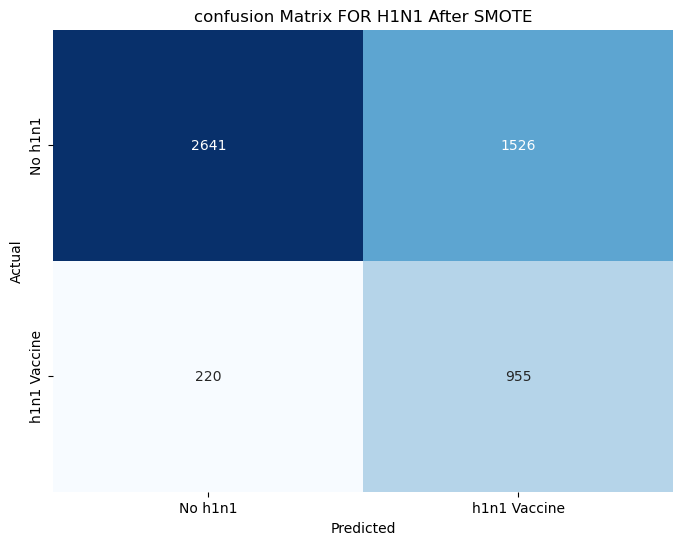 confusion Matrix FOR H1N1 After SMOTE
No h1n1
2641
1526
Actual
h1n1 Vaccine
220
955
No h1n1
h1n1 Vaccine
Predicted